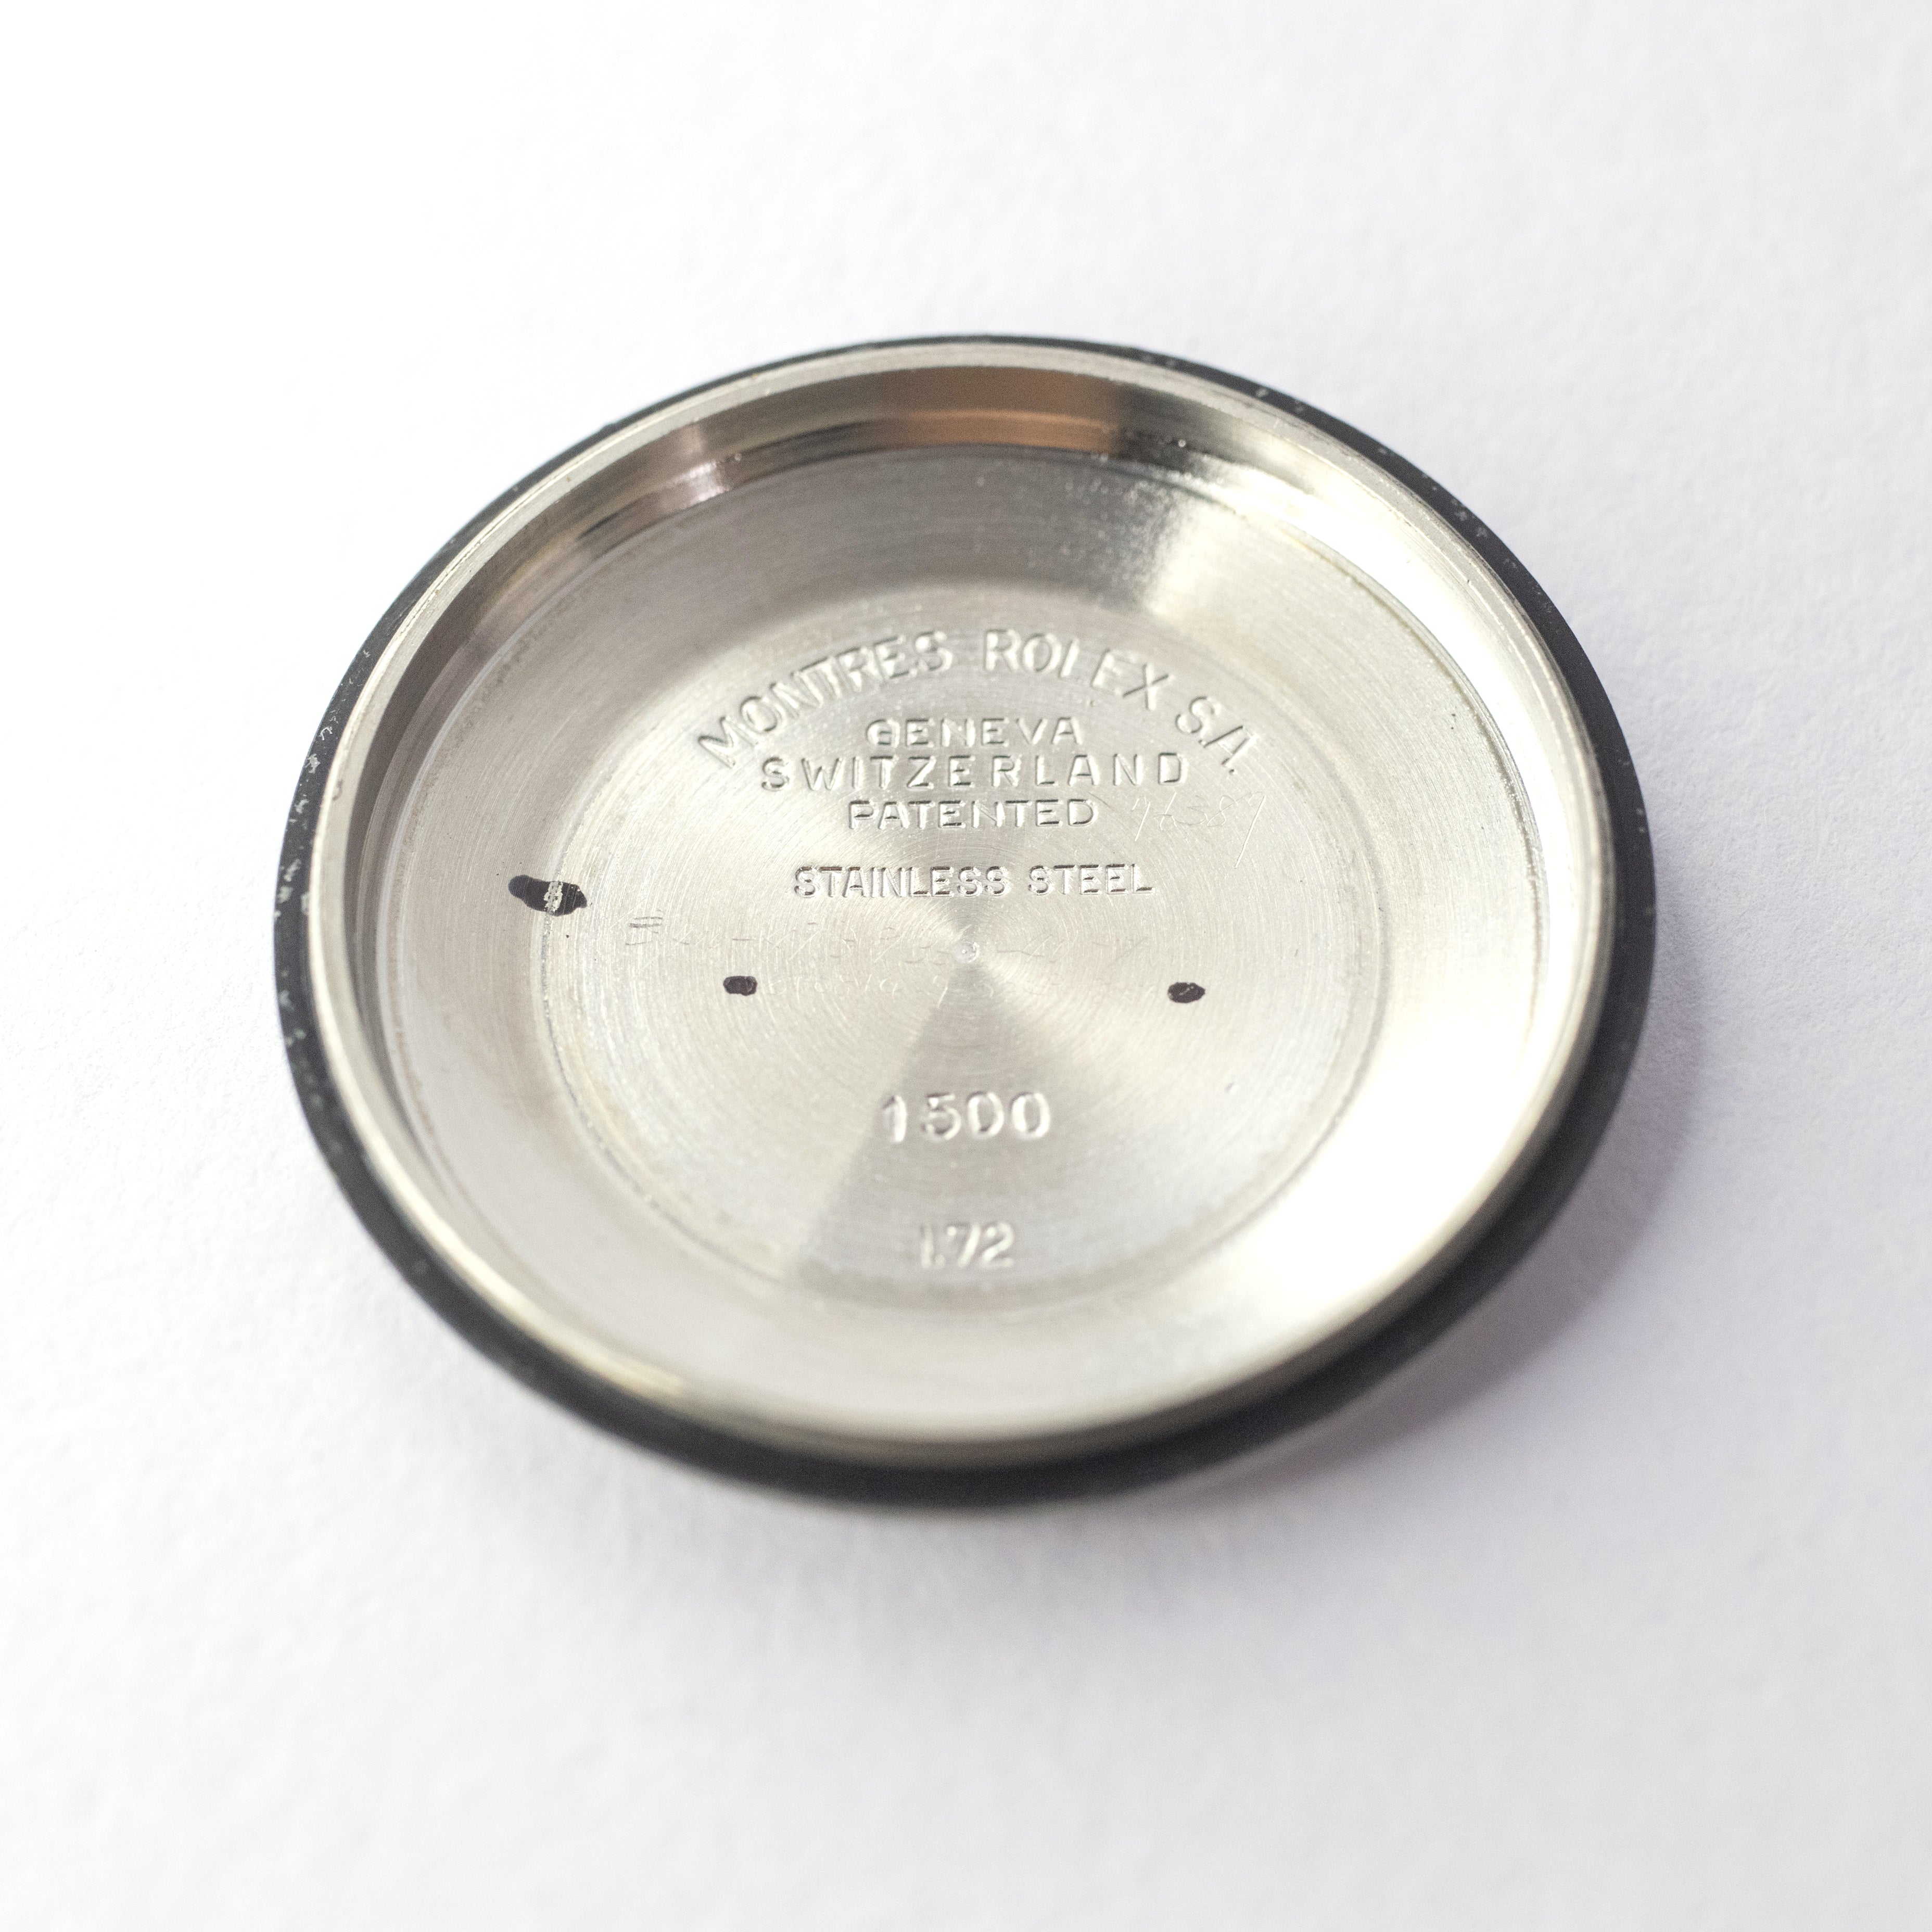 MONTRES ROLEX S.A.
GENEVA
SWITZERLAND
PATENTED
STAINLESS STEEL
1500
I.72